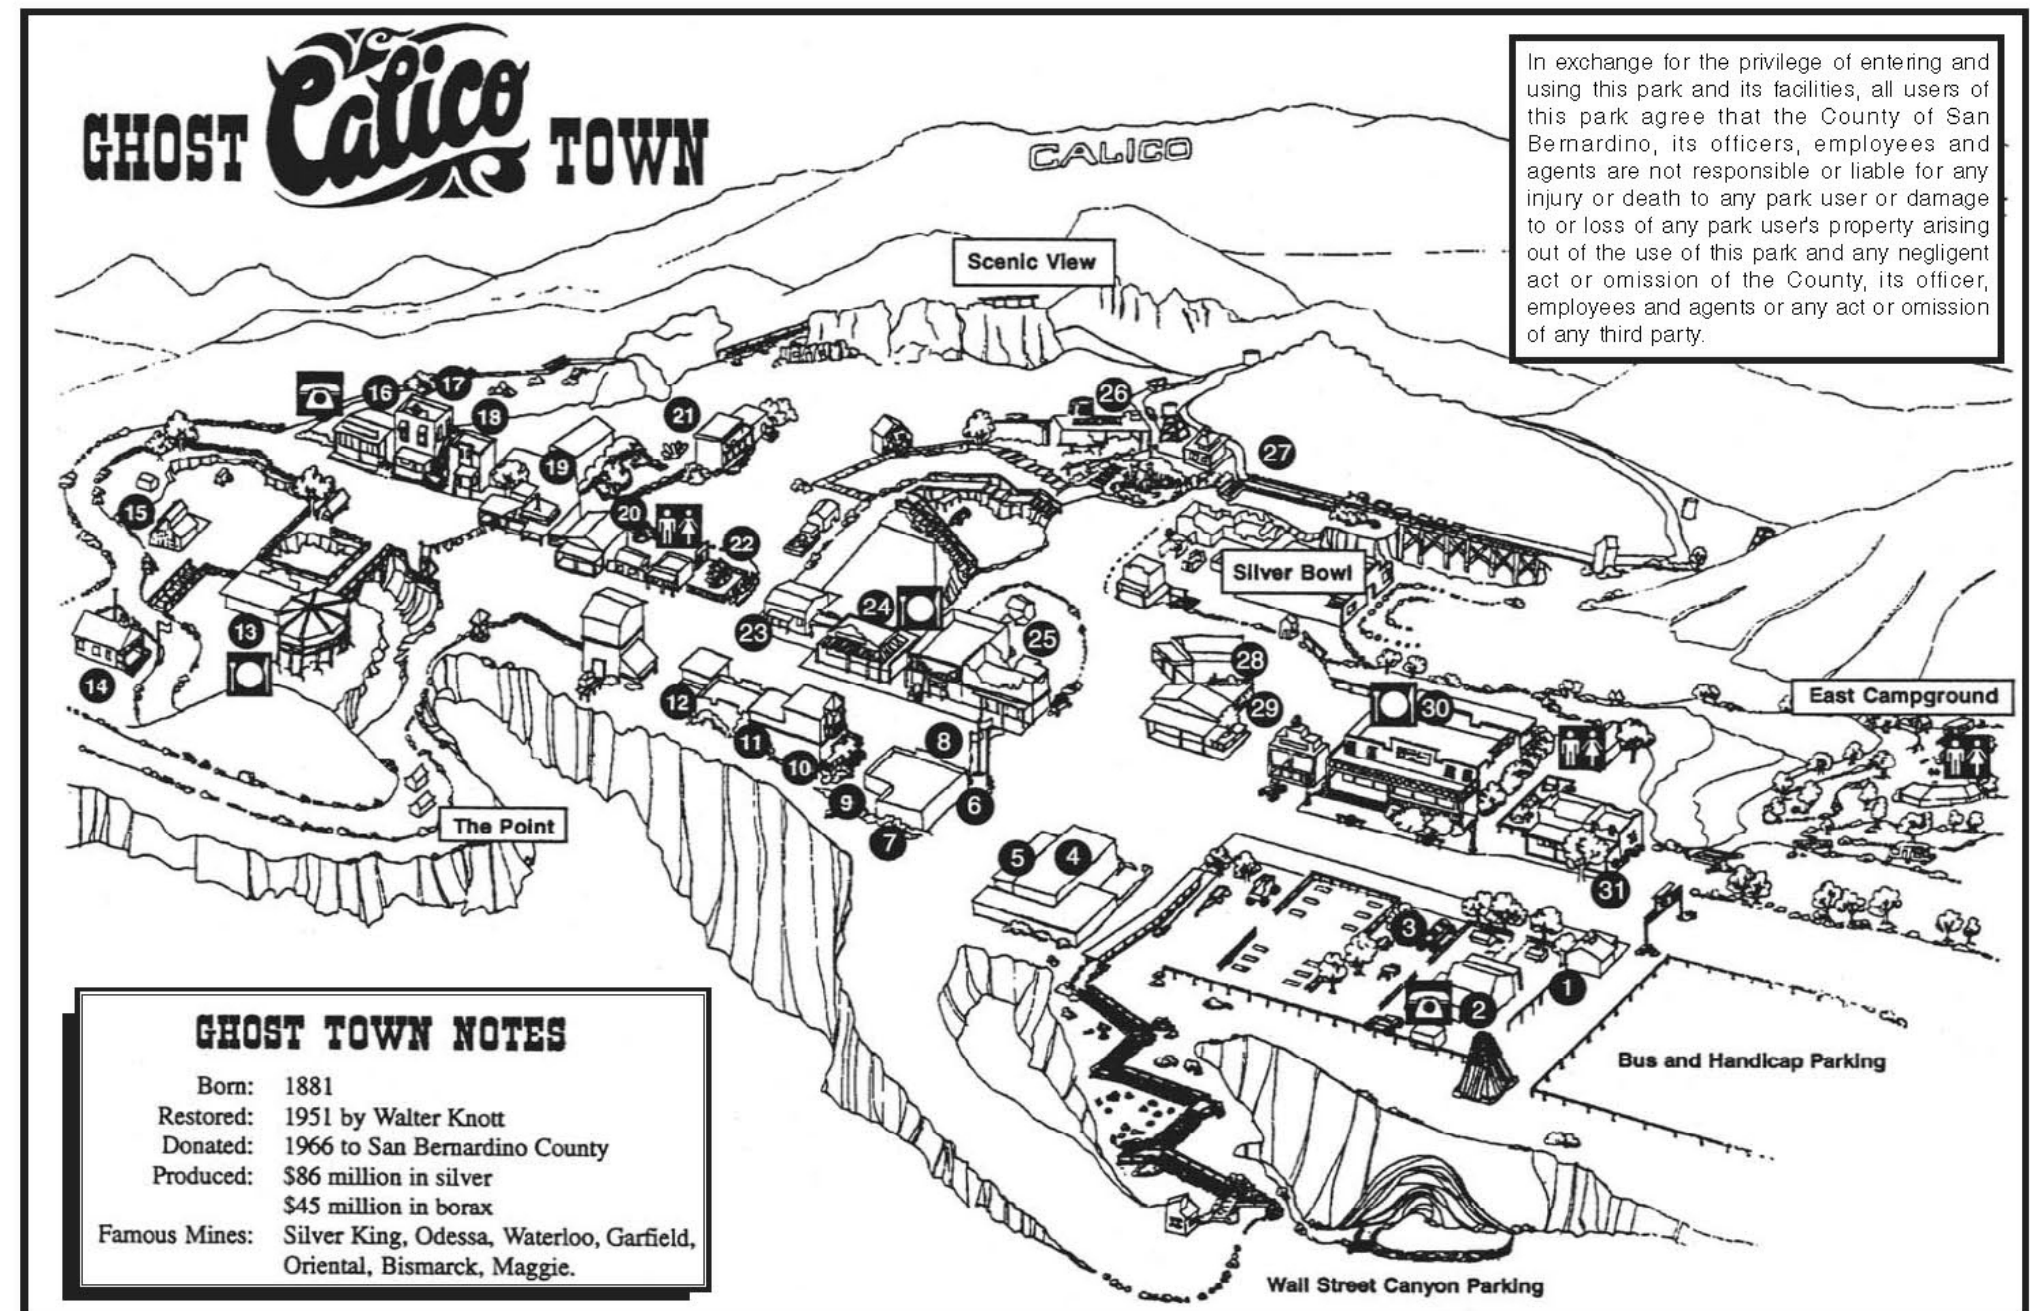 GHOST Calico TOWN
CALICO
In exchange for the privilege of entering and
using this park and its facilities, all users of
this park agree that the County of San
Bernardino, its officers, employees and
agents are not responsible or liable for any
injury or death to any park user or damage
to or loss of any park user's property arising
out of the use of this park and any negligent
act or omission of the County, its officer,
employees and agents or any act or omission
of any third party.
Scenic View
16
17
18
21
26
19
27
15
20
22
Silver Bowl
24
23
13
25
14
28
12
29
30
East Campground
11
8
10
9
6
7
The Point
5
4
31
3
1
2
Bus and Handicap Parking
GHOST TOWN NOTES
Born: 1881
Restored: 1951 by Walter Knott
Donated: 1966 to San Bernardino County
Produced: $86 million in silver
$45 million in borax
Famous Mines: Silver King, Odessa, Waterloo, Garfield,
Oriental, Bismarck, Maggie.
Wall Street Canyon Parking